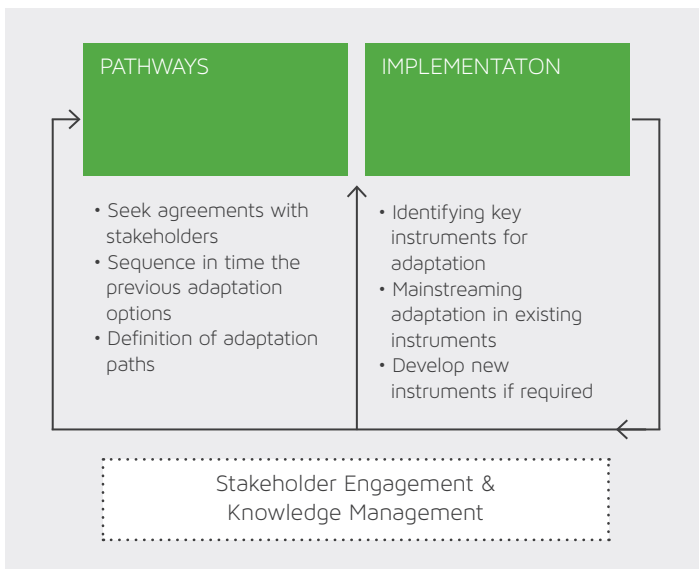 PATHWAYS
• Seek agreements with
stakeholders
• Sequence in time the
previous adaptation
options
• Definition of adaptation
paths
IMPLEMENTATON
• Identifying key
instruments for
adaptation
• Mainstreaming
adaptation in existing
instruments
• Develop new
instruments if required
Stakeholder Engagement &
Knowledge Management